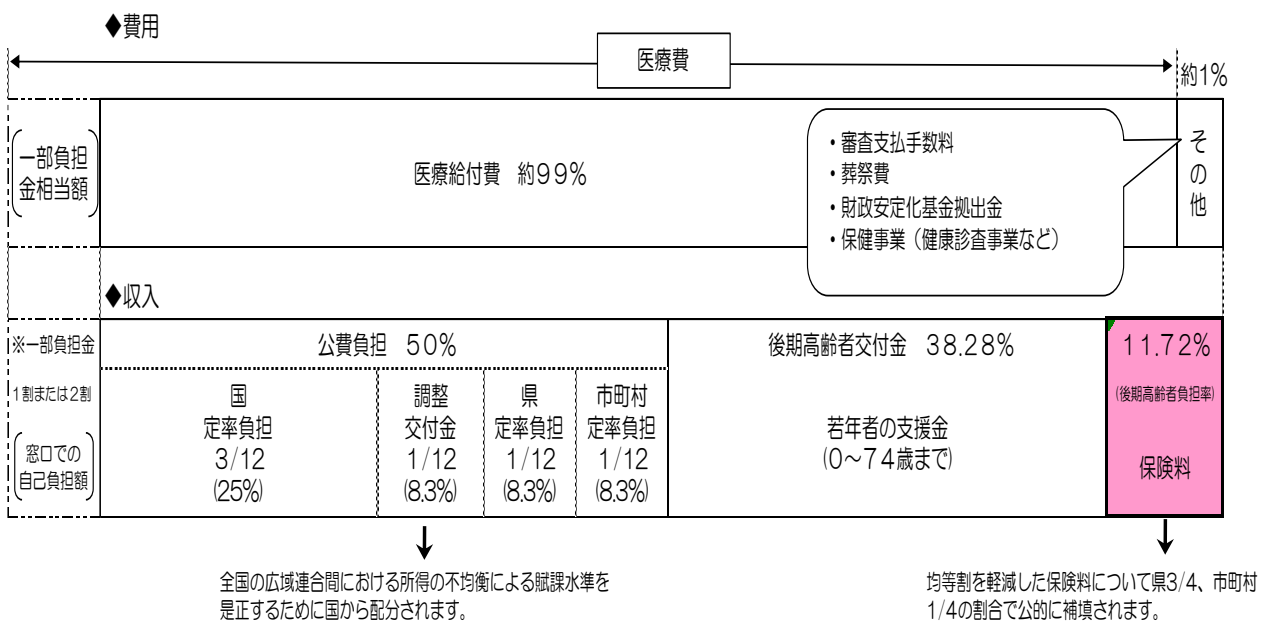 ◆費用
医療費
約1%
一部負担
金相当額
医療給付費 約99%
・審査支払手数料
・葬祭費
・財政安定化基金拠出金
・保健事業（健康診査事業など）
その他
◆収入
※一部負担金
1割または2割
窓口での
自己負担額
公費負担 50%
国
定率負担
3/12
(25%)
調整
交付金
1/12
(8.3%)
県
定率負担
1/12
(8.3%)
市町村
定率負担
1/12
(8.3%)
後期高齢者交付金 38.28%
若年者の支援金
(0～74歳まで)
11.72%
(後期高齢者負担率)
保険料
全国の広域連合間における所得の不均衡による賦課水準を
是正するために国から配分されます。
均等割を軽減した保険料について県3/4、市町村
1/4の割合で公的に補填されます。